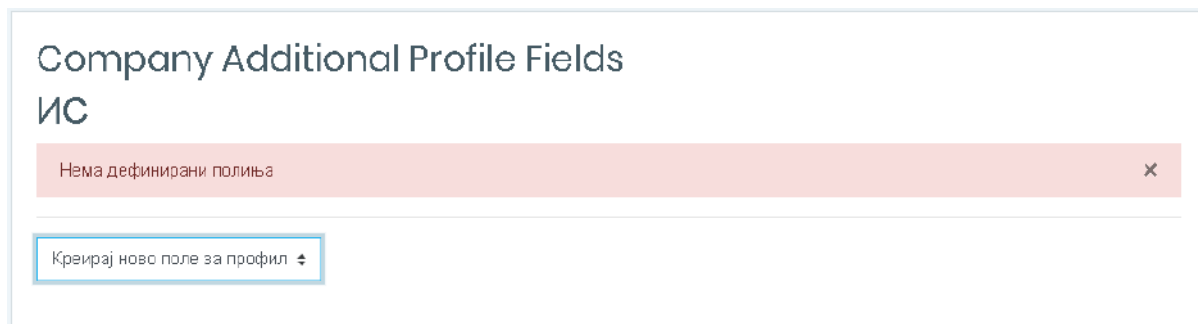 Company Additional Profile Fields
ИС
Нема дефинирани полиња ×
Креирај ново поле за профил